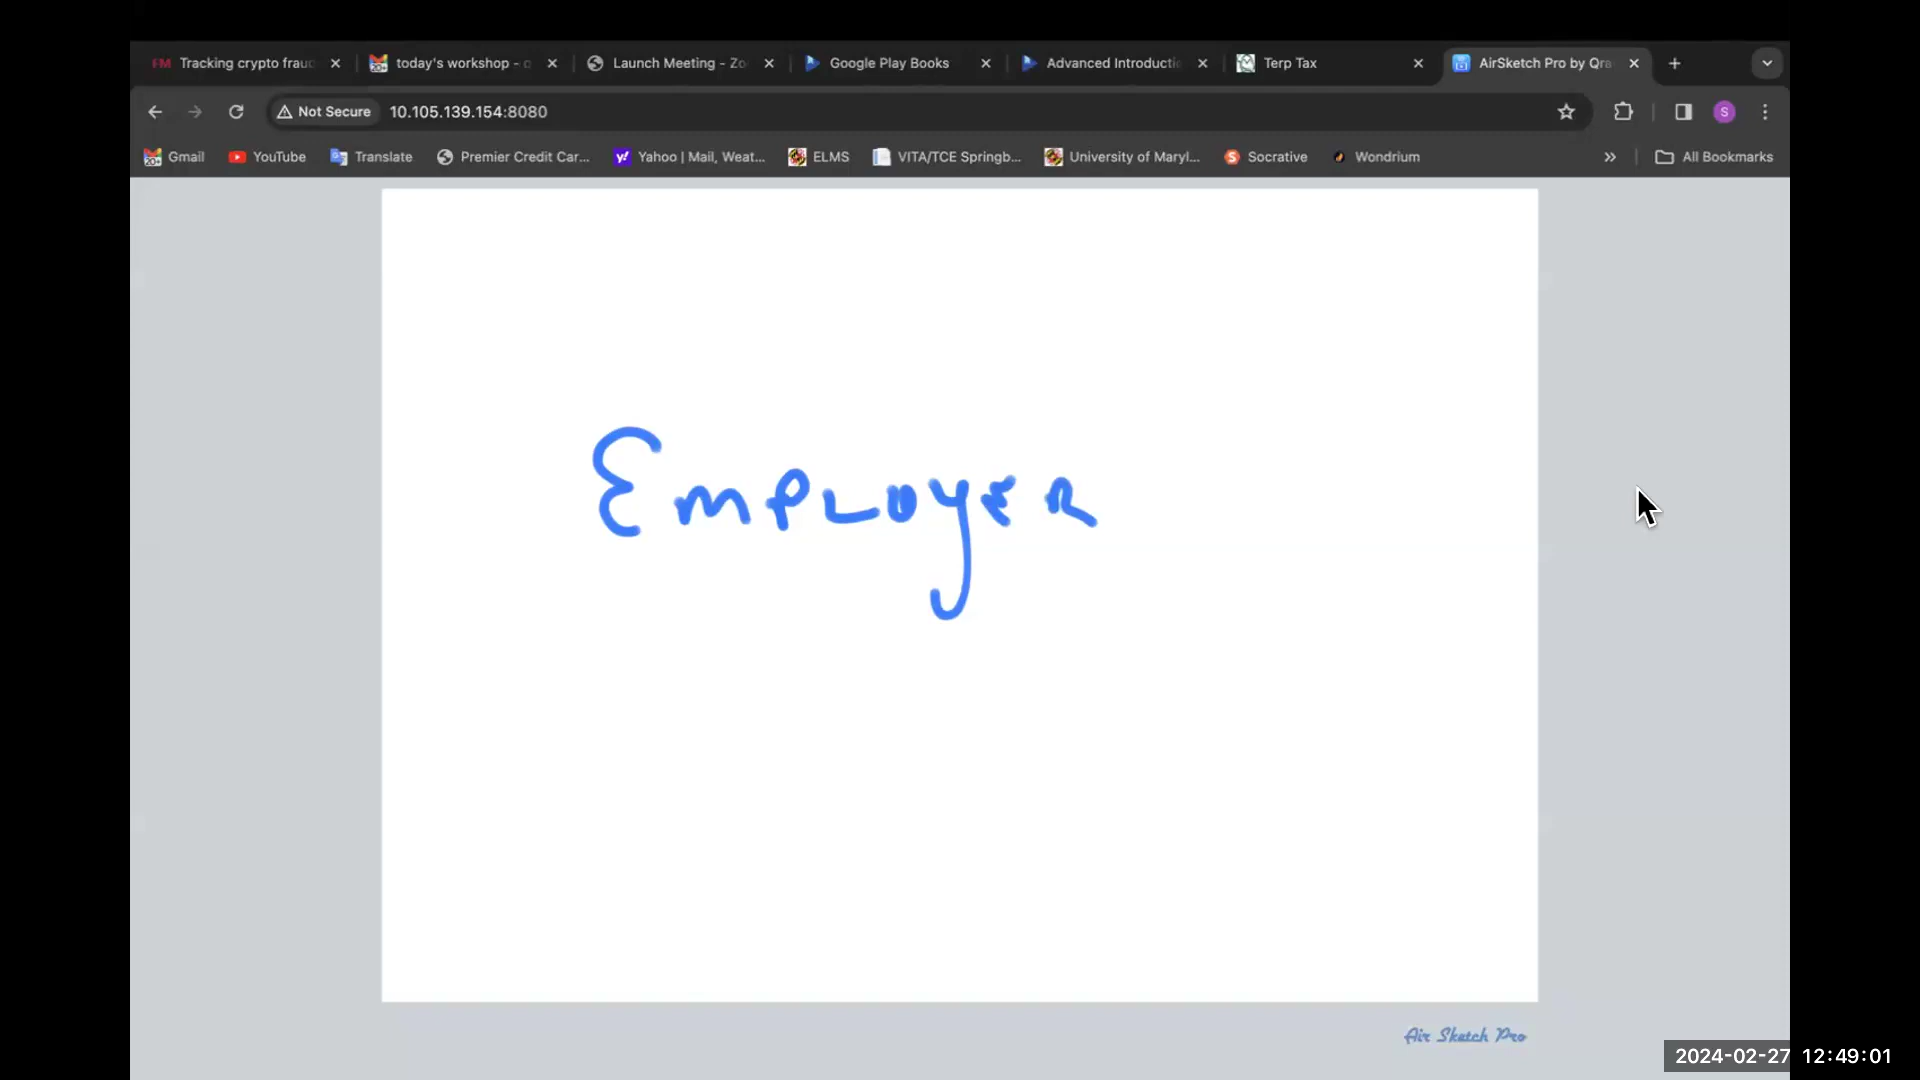 FM Tracking crypto frau
today's workshop -
Launch Meeting - Zo
Google Play Books
Advanced Introducti
Terp Tax
AirSketch Pro by Qra
Not Secure 10.105.139.154:8080
S
Gmail
YouTube
Translate
Premier Credit Car...
Yahoo | Mail, Weat...
ELMS
VITA/TCE Springb...
University of Maryl...
Socrative
Wondrium
All Bookmarks
EmPLOyER
Air Sketch Pro
2024-02-27 12:49:01